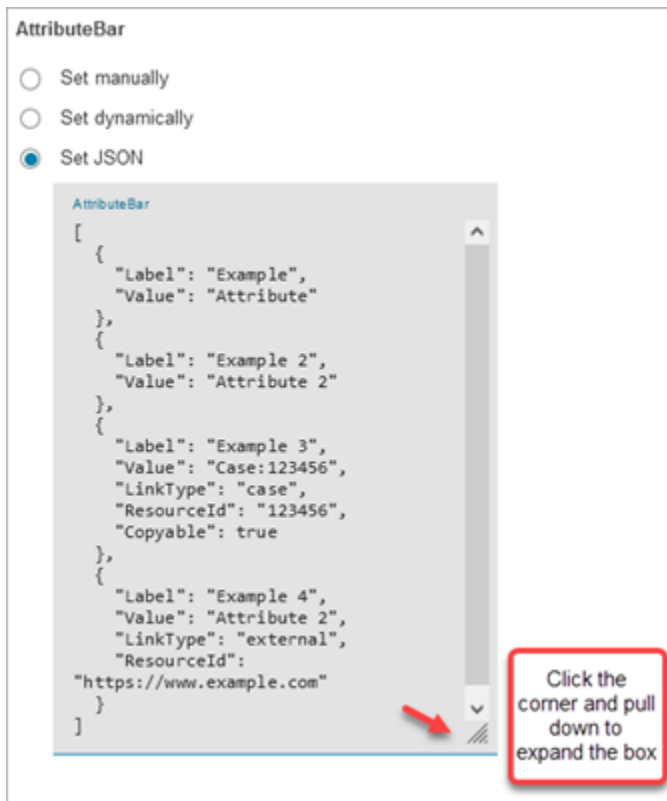 AttributeBar
Set manually
Set dynamically
Set JSON
AttributeBar
[
  {
    "Label": "Example",
    "Value": "Attribute"
  },
  {
    "Label": "Example 2",
    "Value": "Attribute 2"
  },
  {
    "Label": "Example 3",
    "Value": "Case:123456",
    "LinkType": "case",
    "ResourceId": "123456",
    "Copyable": true
  },
  {
    "Label": "Example 4",
    "Value": "Attribute 2",
    "LinkType": "external",
    "ResourceId":
"https://www.example.com"
  }
]
Click the
corner and pull
down to
expand the box